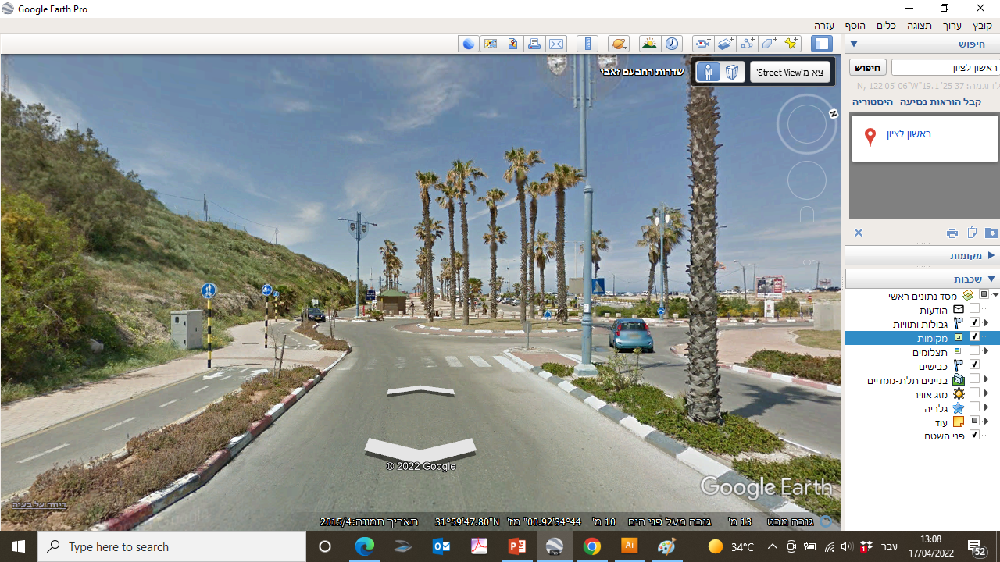 Google Earth Pro
קובץ ערוך תצוגה כלים הוסף עזרה
חיפוש
ראשון לציון
חיפוש
לדוגמה: 37 25' 19.1"N, 122 05' 06"W
קבל הוראות נסיעה היסטוריה
ראשון לציון
מקומות
שכבות
מסד נתונים ראשי
הודעות
גבולות ותוויות
מקומות
תצלומים
כבישים
בניינים תלת-ממדיים
מזג אוויר
גלריה
עוד
פני השטח
שדרות רחבעם זאבי
צא מ'Street View'
N
© 2022 Google
Google Earth
דיווח על בעיה
תאריך תמונה: 2015/4 31°59'47.80"N 34°44'00.92" מז' גובה מעל פני הים 10 מ' גובה מבט 13 מ'
Type here to search
Pro
Ai
34°C
1
עבר
13:08
17/04/2022
52